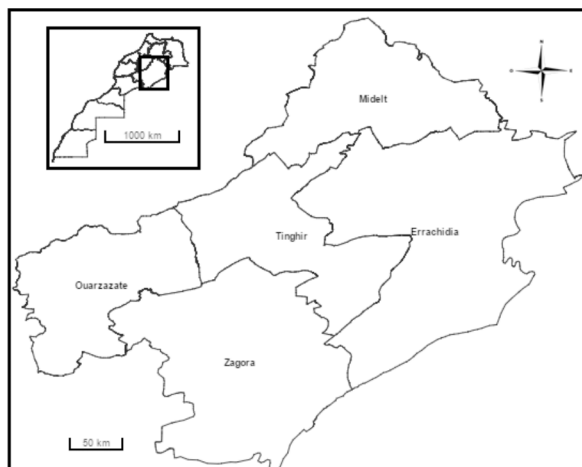 1000 km
Midelt
Tinghir
Errachidia
Ouarzazate
Zagora
50 km